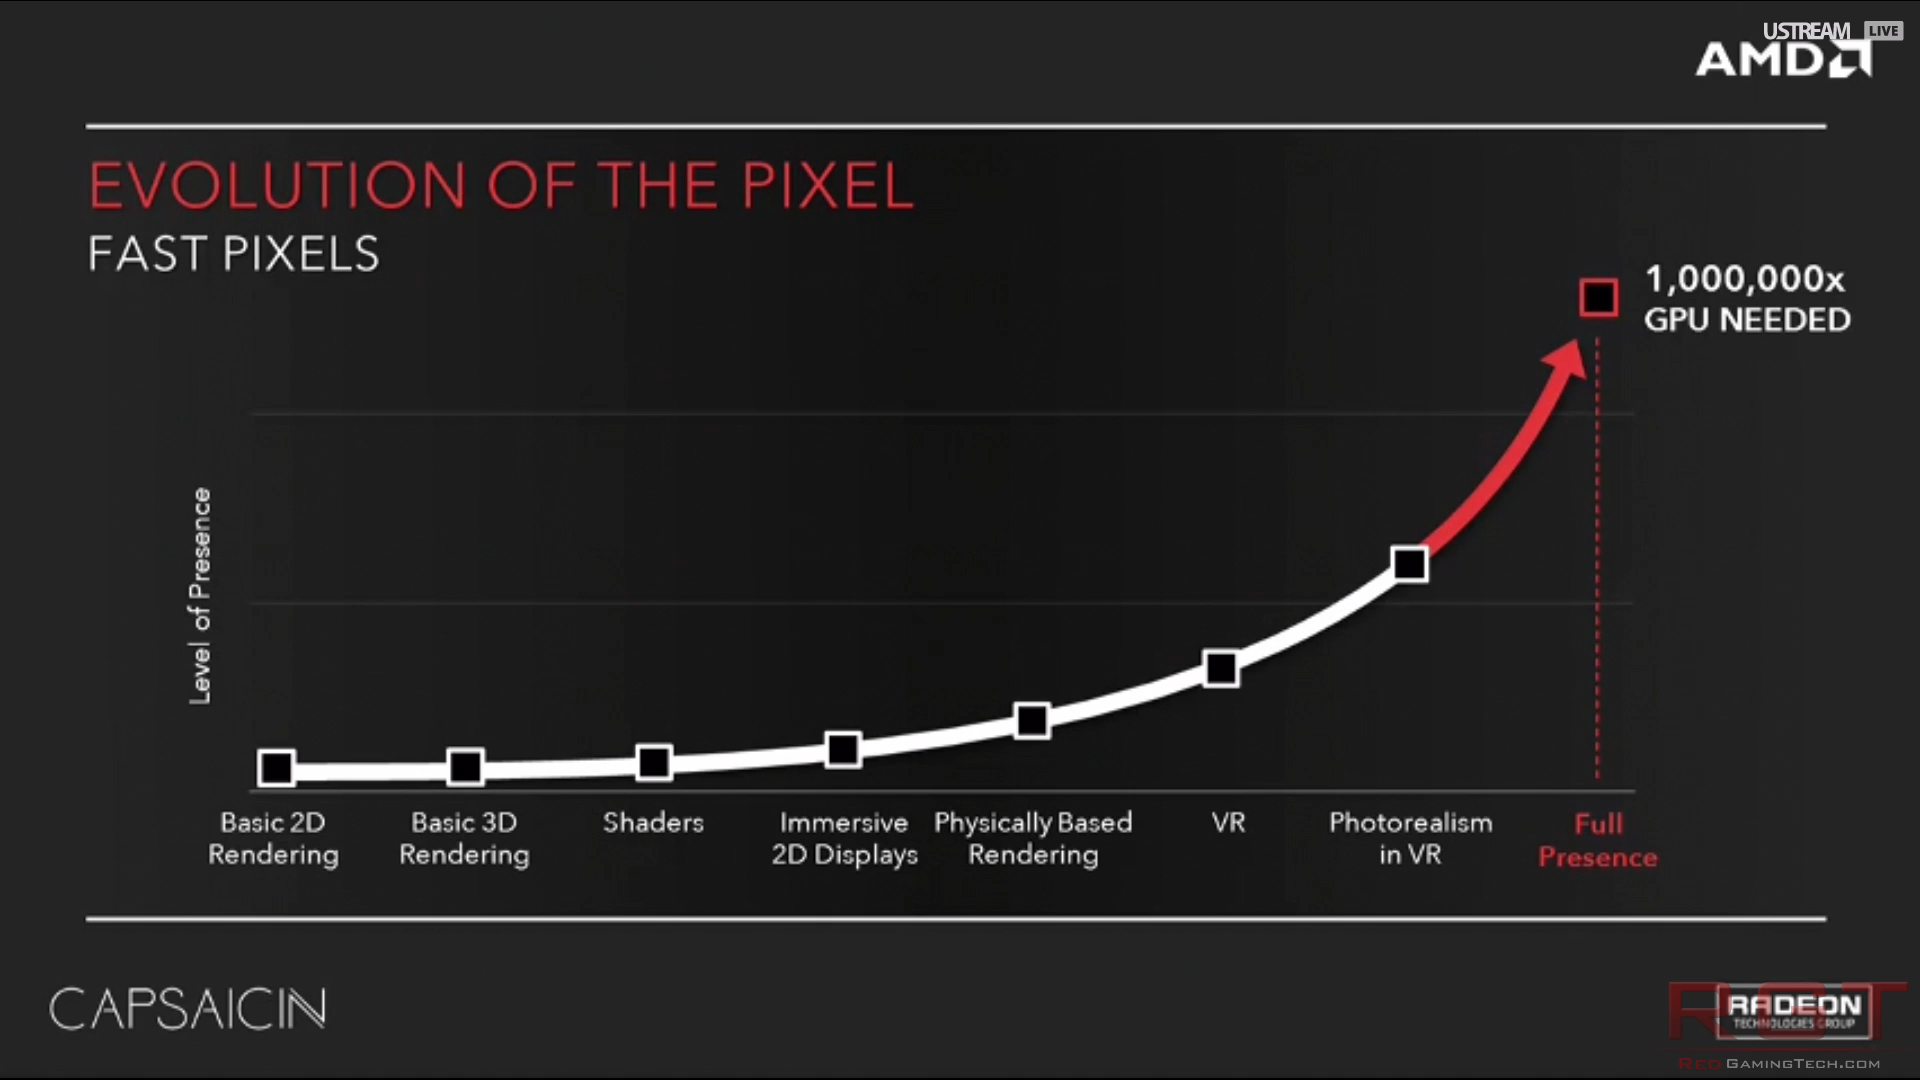 USTREAM LIVE
AMD
EVOLUTION OF THE PIXEL
FAST PIXELS
1,000,000x
GPU NEEDED
Level of Presence
Basic 2D
Rendering
Basic 3D
Rendering
Shaders
Immersive
2D Displays
Physically Based
Rendering
VR
Photorealism
in VR
Full
Presence
CAPSAICIN
RGT
RADEON
TECHNOLOGIES GROUP
REDGAMINGTECH.COM